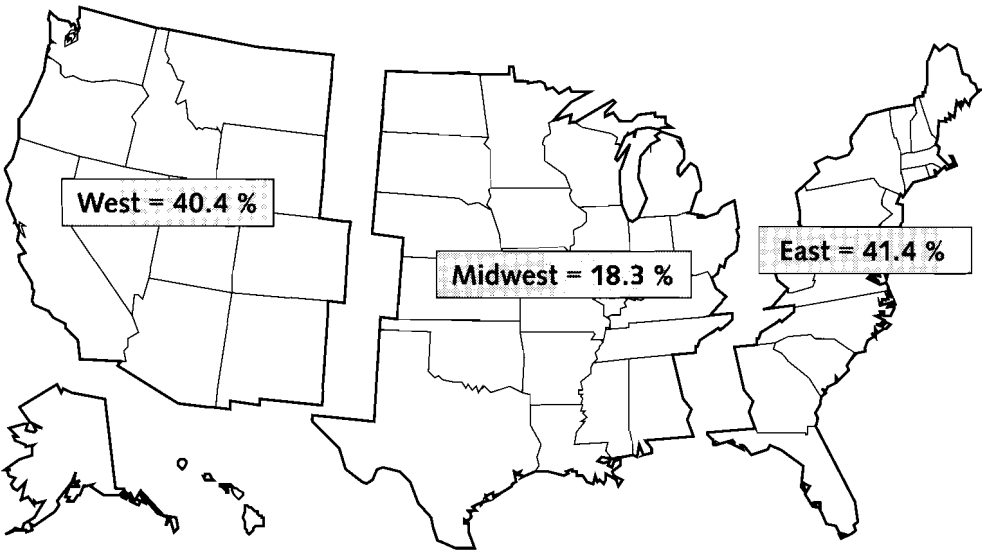 West = 40.4 %
Midwest = 18.3 %
East = 41.4 %